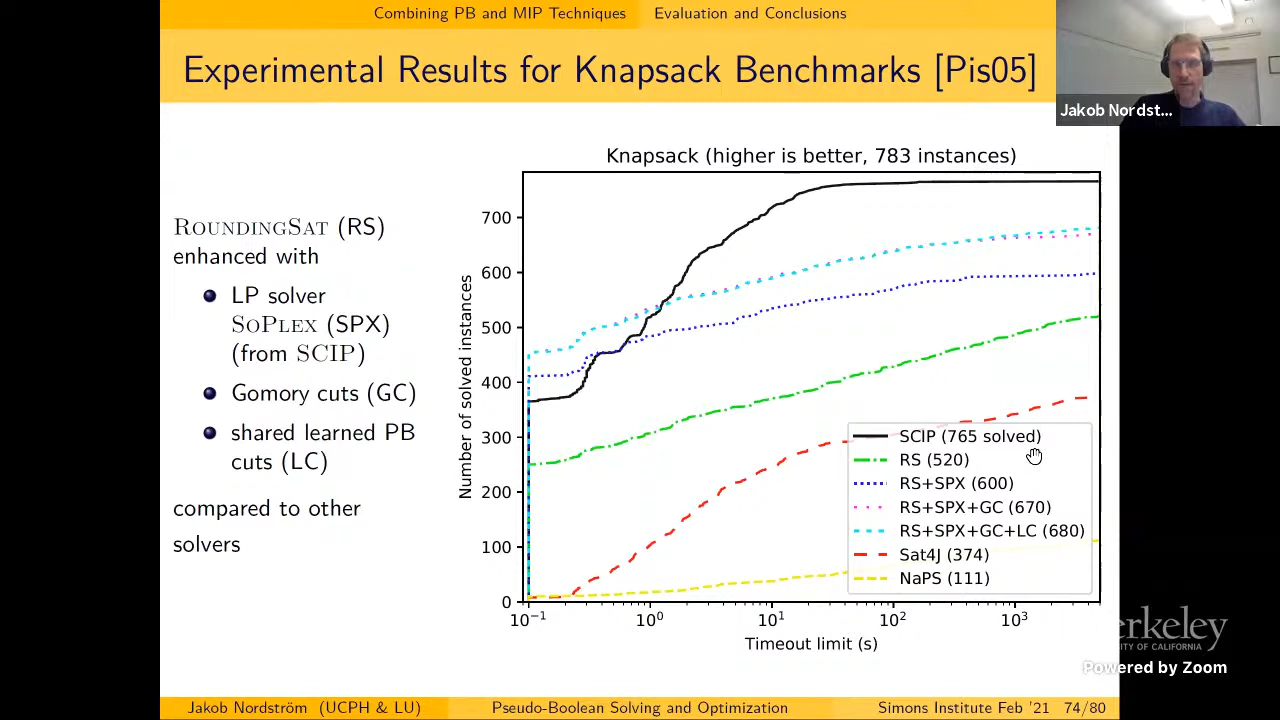 Combining PB and MIP Techniques Evaluation and Conclusions
Experimental Results for Knapsack Benchmarks [Pis05]
Jakob Nordst...
ROUNDINGSAT (RS)
enhanced with
LP solver
SOPLEX (SPX)
(from SCIP)
Gomory cuts (GC)
shared learned PB
cuts (LC)
compared to other
solvers
Knapsack (higher is better, 783 instances)
Number of solved instances
700
600
500
400
300
200
100
0
10⁻¹ 10⁰ 10¹ 10² 10³
Timeout limit (s)
SCIP (765 solved)
RS (520)
RS+SPX (600)
RS+SPX+GC (670)
RS+SPX+GC+LC (680)
Sat4J (374)
NaPS (111)
OF CALIFORNIA
Powered by Zoom
Jakob Nordström (UCPH & LU) Pseudo-Boolean Solving and Optimization Simons Institute Feb '21 74/80